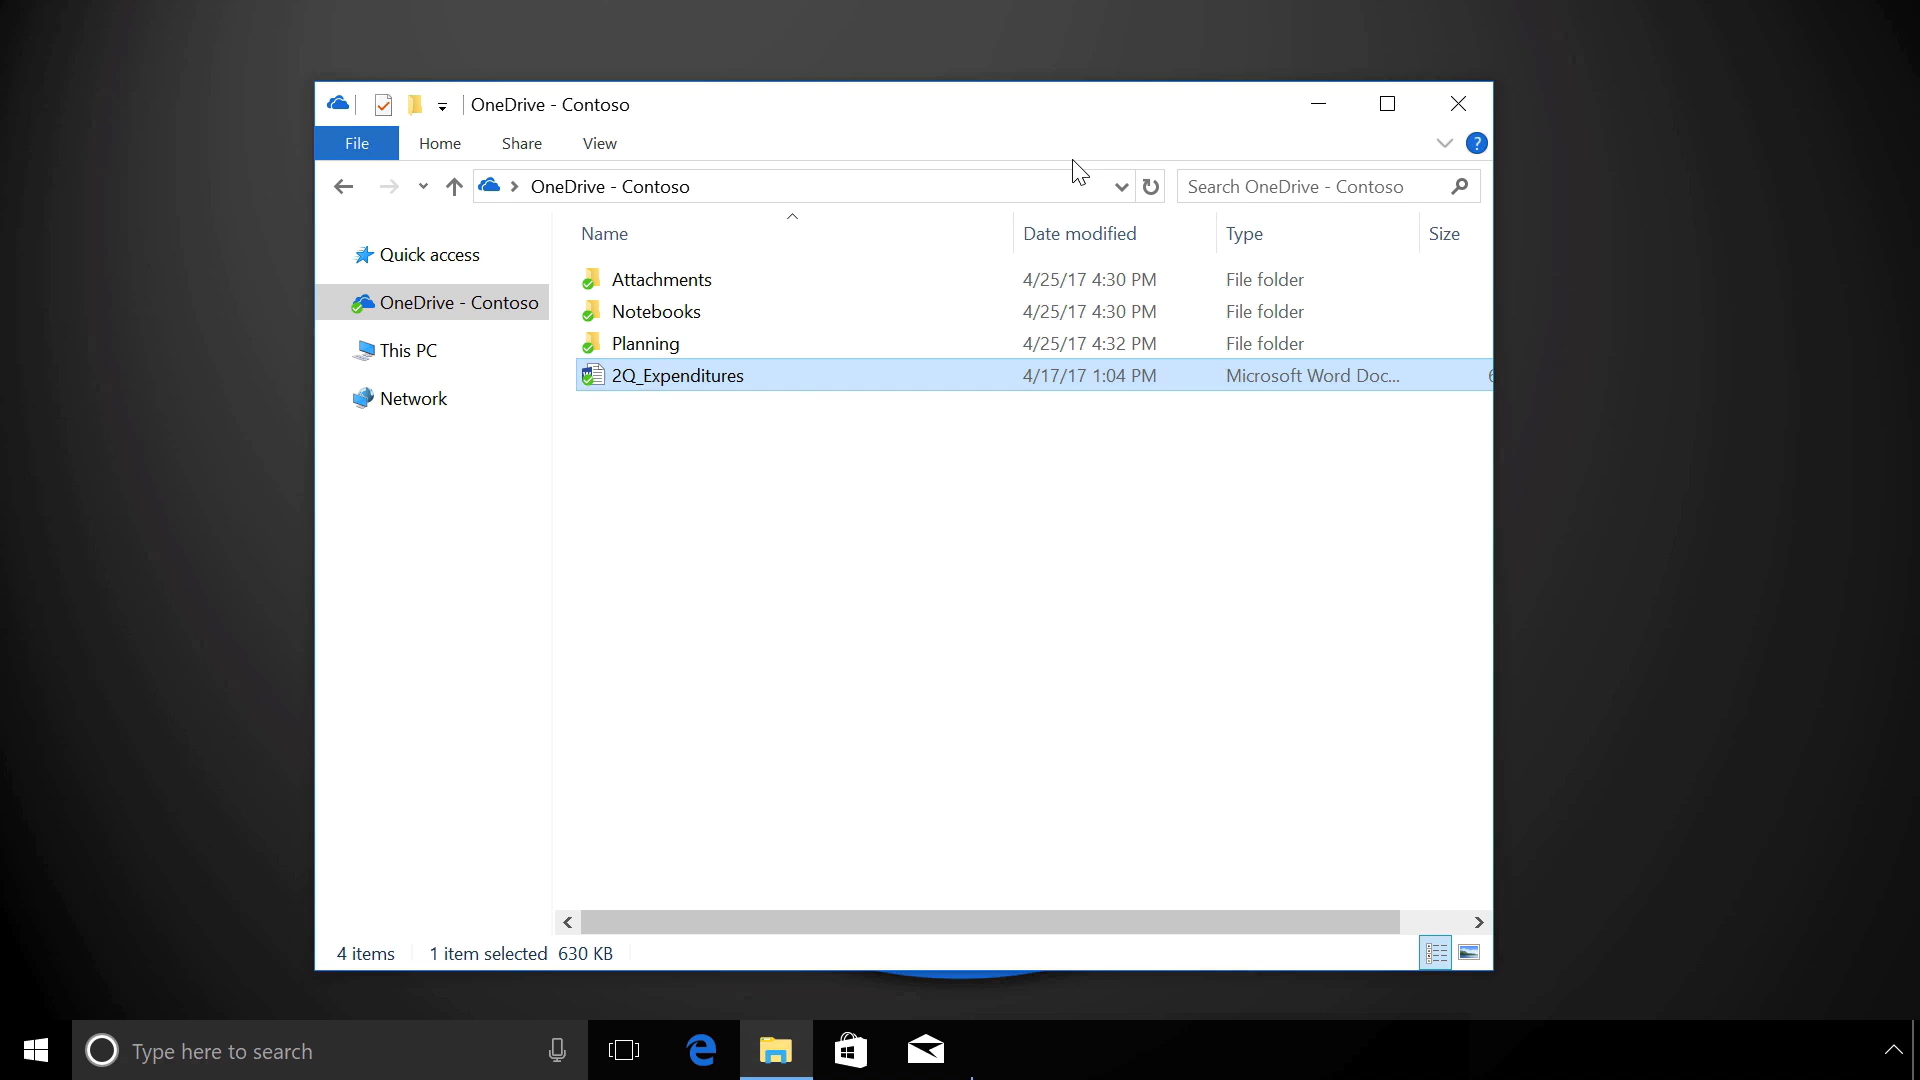 OneDrive - Contoso
File Home Share View
?
OneDrive - Contoso
Search OneDrive - Contoso
Name Date modified Type Size
Quick access
OneDrive - Contoso
This PC
Network
Attachments 4/25/17 4:30 PM File folder
Notebooks 4/25/17 4:30 PM File folder
Planning 4/25/17 4:32 PM File folder
2Q_Expenditures 4/17/17 1:04 PM Microsoft Word Doc...
4 items 1 item selected 630 KB
Type here to search